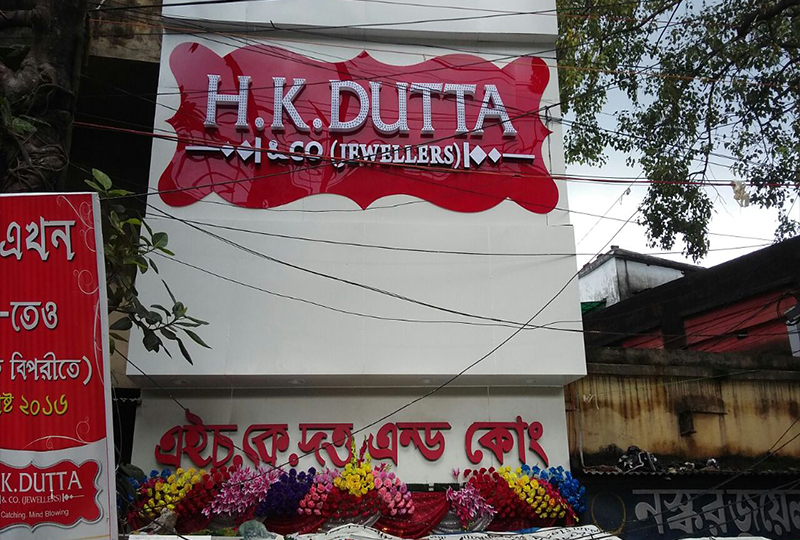 H.K.DUTTA
& CO (JEWELLERS)
এইচ.কে.দত্ত এন্ড কোং
এখন
-তেও
বিপরীতে)
২০১৬
H.K. DUTTA
& CO. (JEWELLERS)
Catching. Mind Blowing